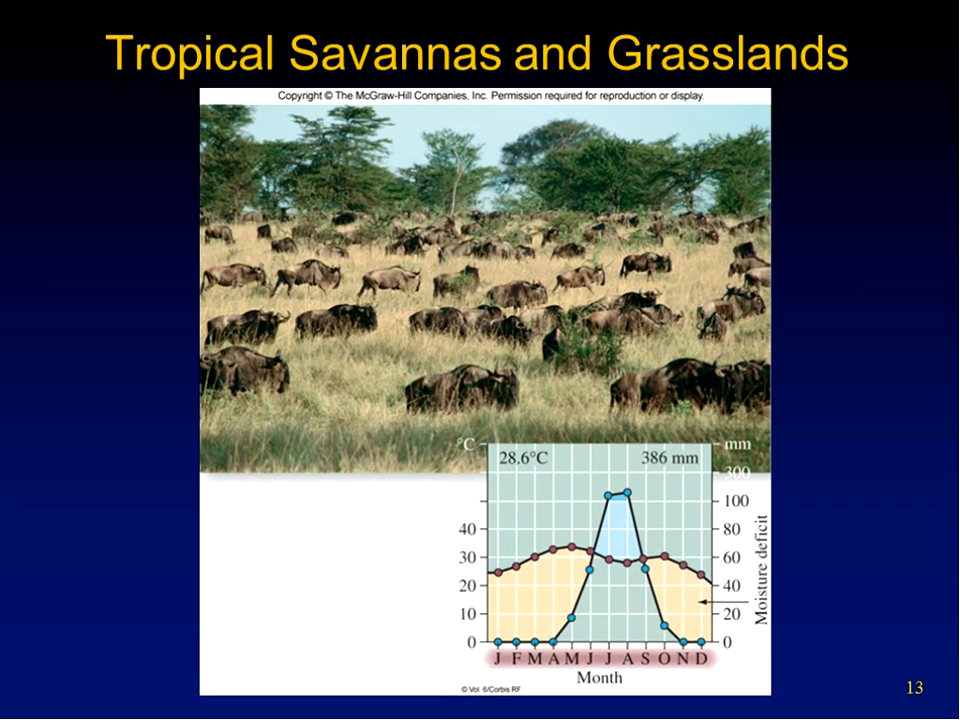 Tropical Savannas and Grasslands
Copyright © The McGraw-Hill Companies, Inc. Permission required for reproduction or display.
°C
mm
28.6°C
386 mm
300
100
40
80
30
60
20
40
10
20
0
0
Moisture deficit
J F M A M J J A S O N D
Month
© Vol. 6/Corbis RF
13